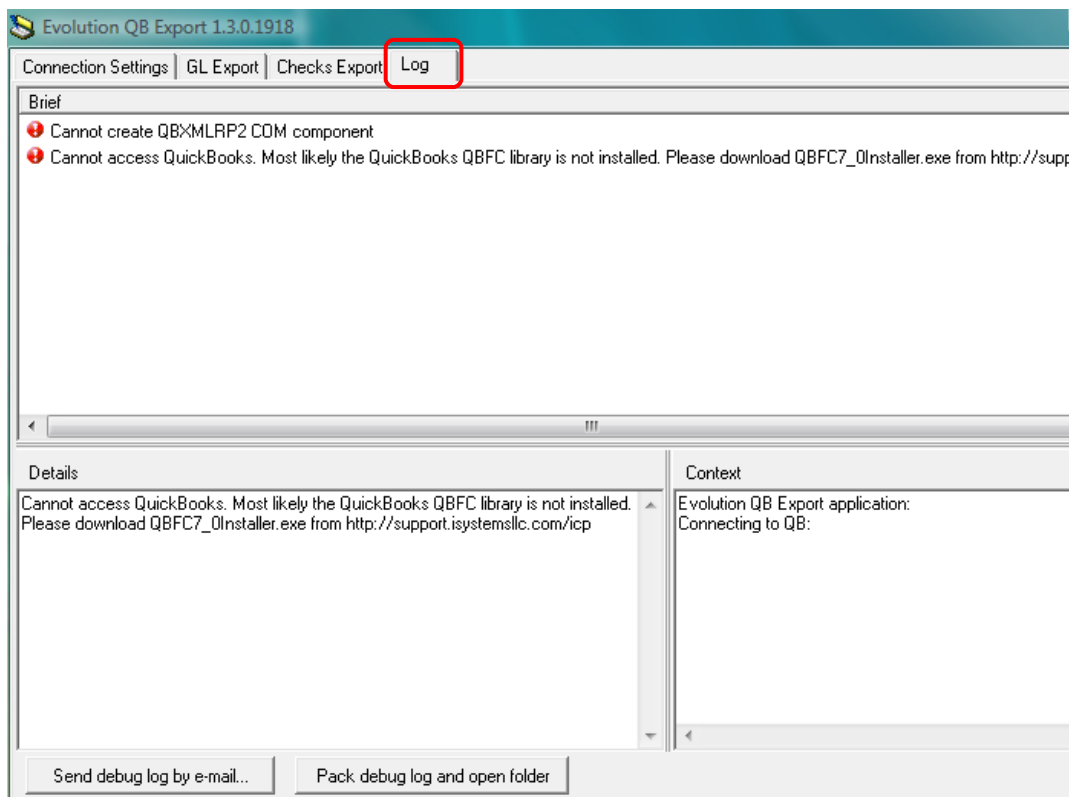 Evolution QB Export 1.3.0.1918
Connection Settings GL Export Checks Export Log
Brief
Cannot create QBXMLRP2 COM component
Cannot access QuickBooks. Most likely the QuickBooks QBFC library is not installed. Please download QBFC7_0Installer.exe from http://supp
Details
Cannot access QuickBooks. Most likely the QuickBooks QBFC library is not installed.
Please download QBFC7_0Installer.exe from http://support.isystemsllc.com/icp
Context
Evolution QB Export application:
Connecting to QB:
Send debug log by e-mail... Pack debug log and open folder